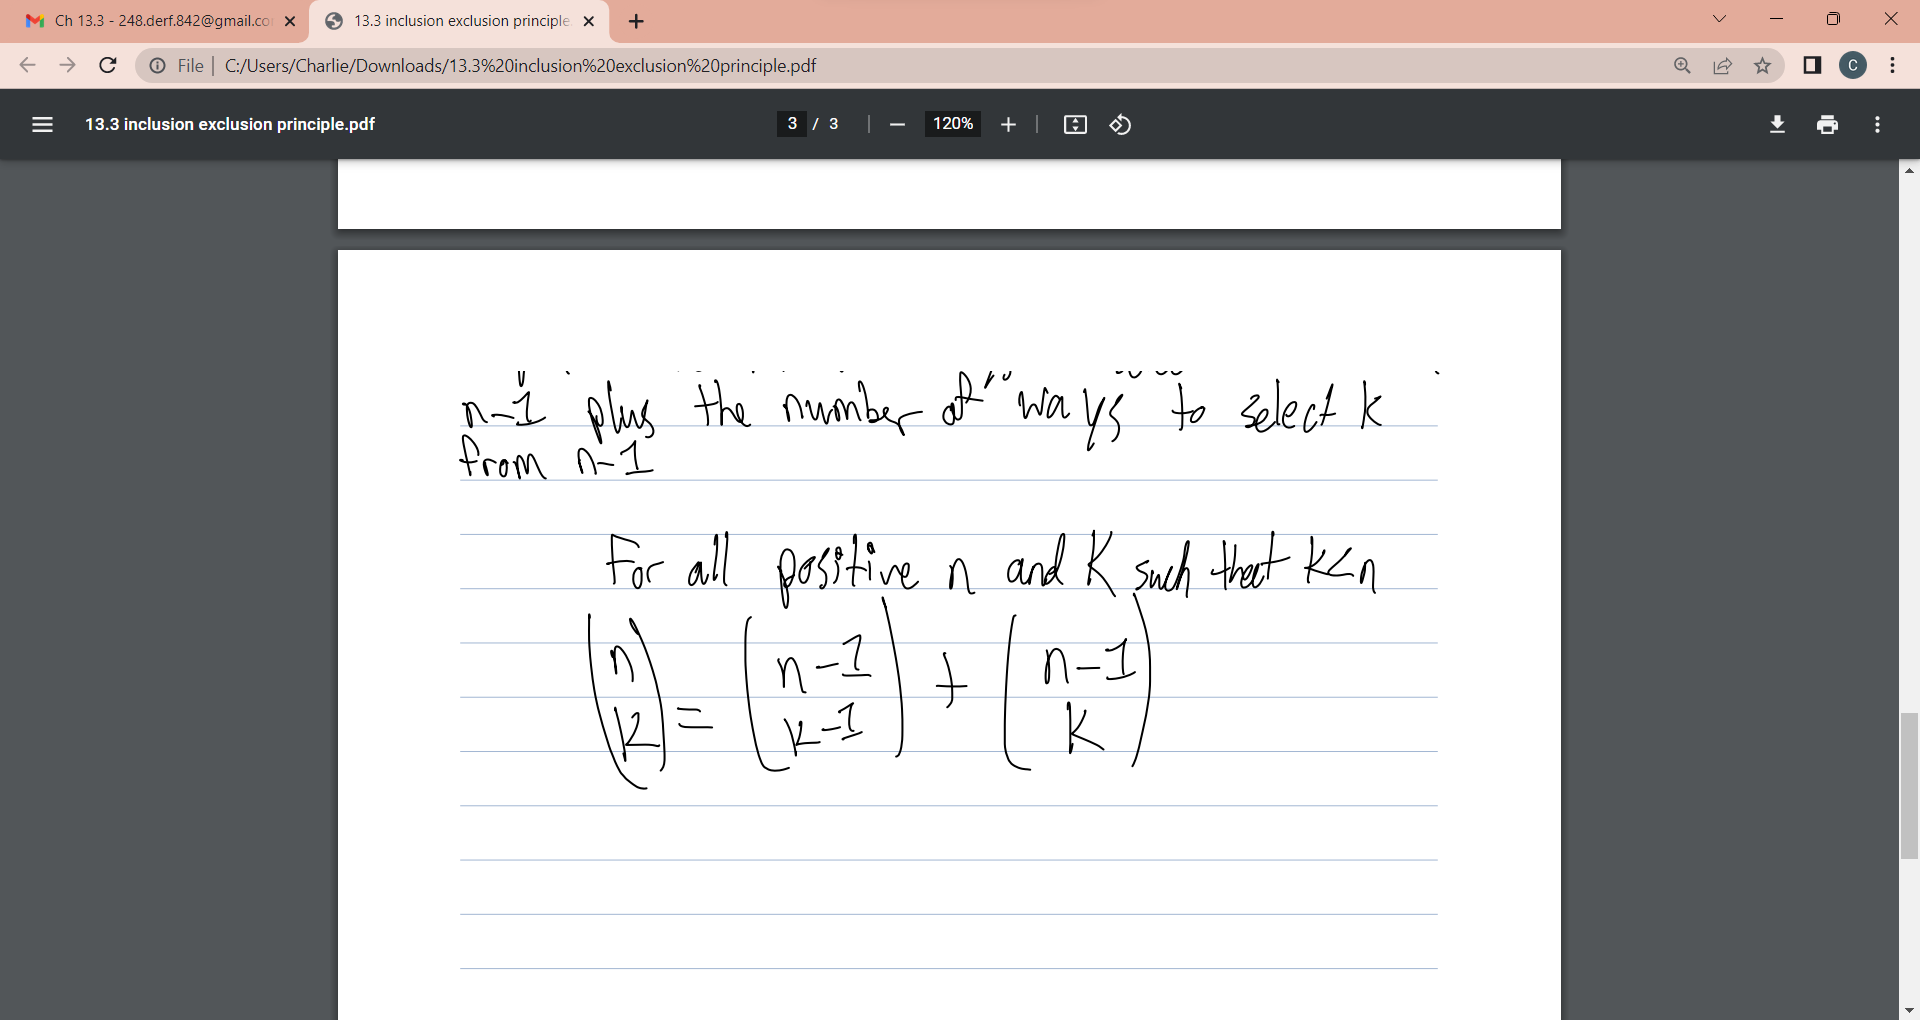 Ch 13.3 - 248.derf.842@gmail.co
13.3 inclusion exclusion principle
File
C:/Users/Charlie/Downloads/13.3%20inclusion%20exclusion%20principle.pdf
C
13.3 inclusion exclusion principle.pdf
3 / 3
120%
n-1 plus the number of ways to select k
from n-1
For all positive n and K such that k<n
(n k) = (n-1 k-1) + (n-1 k)